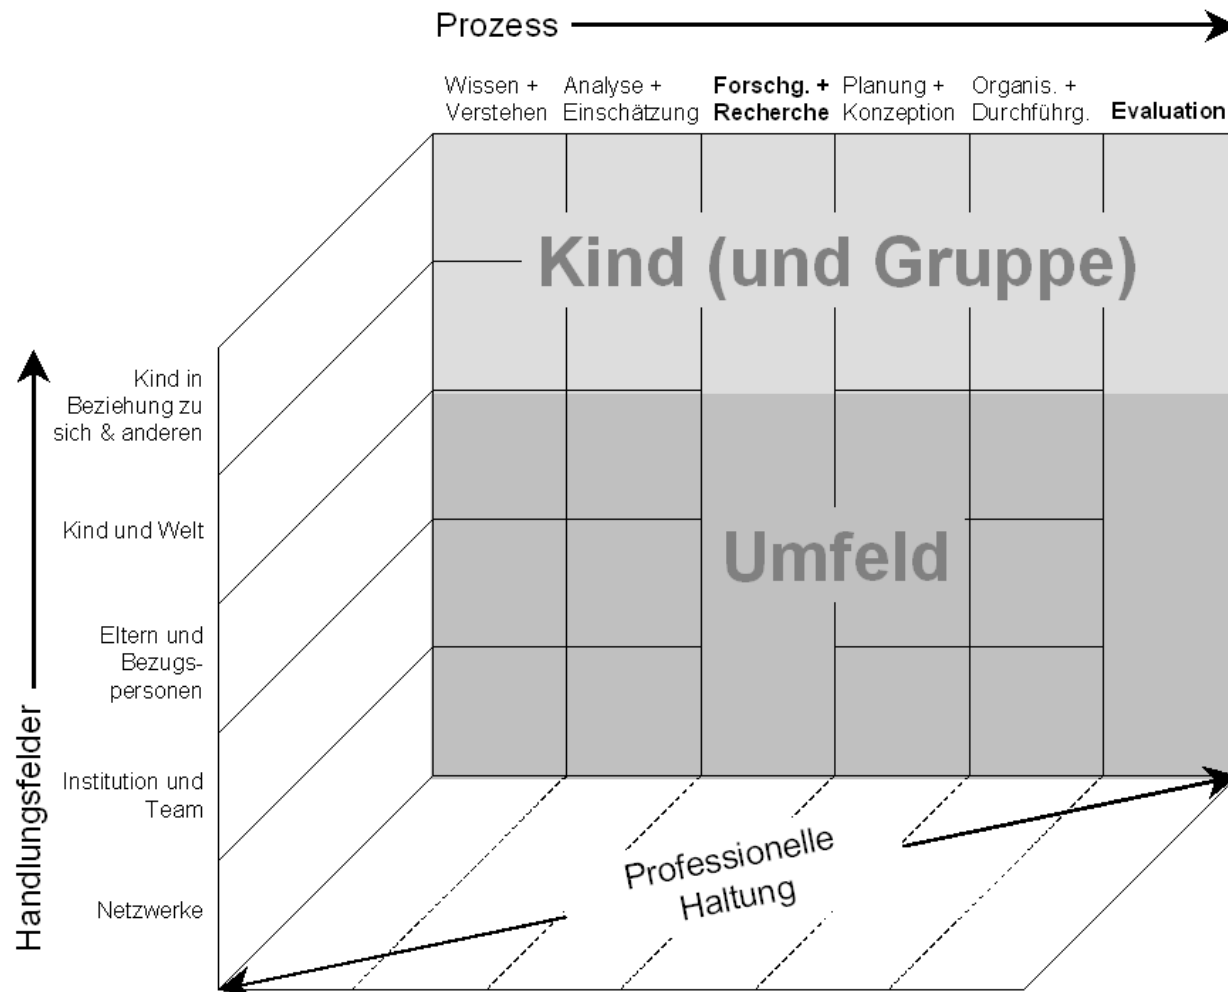 Prozess
Wissen +
Verstehen
Analyse +
Einschätzung
Forschg. +
Recherche
Planung +
Konzeption
Organis. +
Durchführg.
Evaluation
Kind (und Gruppe)
Umfeld
Handlungsfelder
Kind in
Beziehung zu
sich & anderen
Kind und Welt
Eltern und
Bezugs-
personen
Institution und
Team
Netzwerke
Professionelle
Haltung